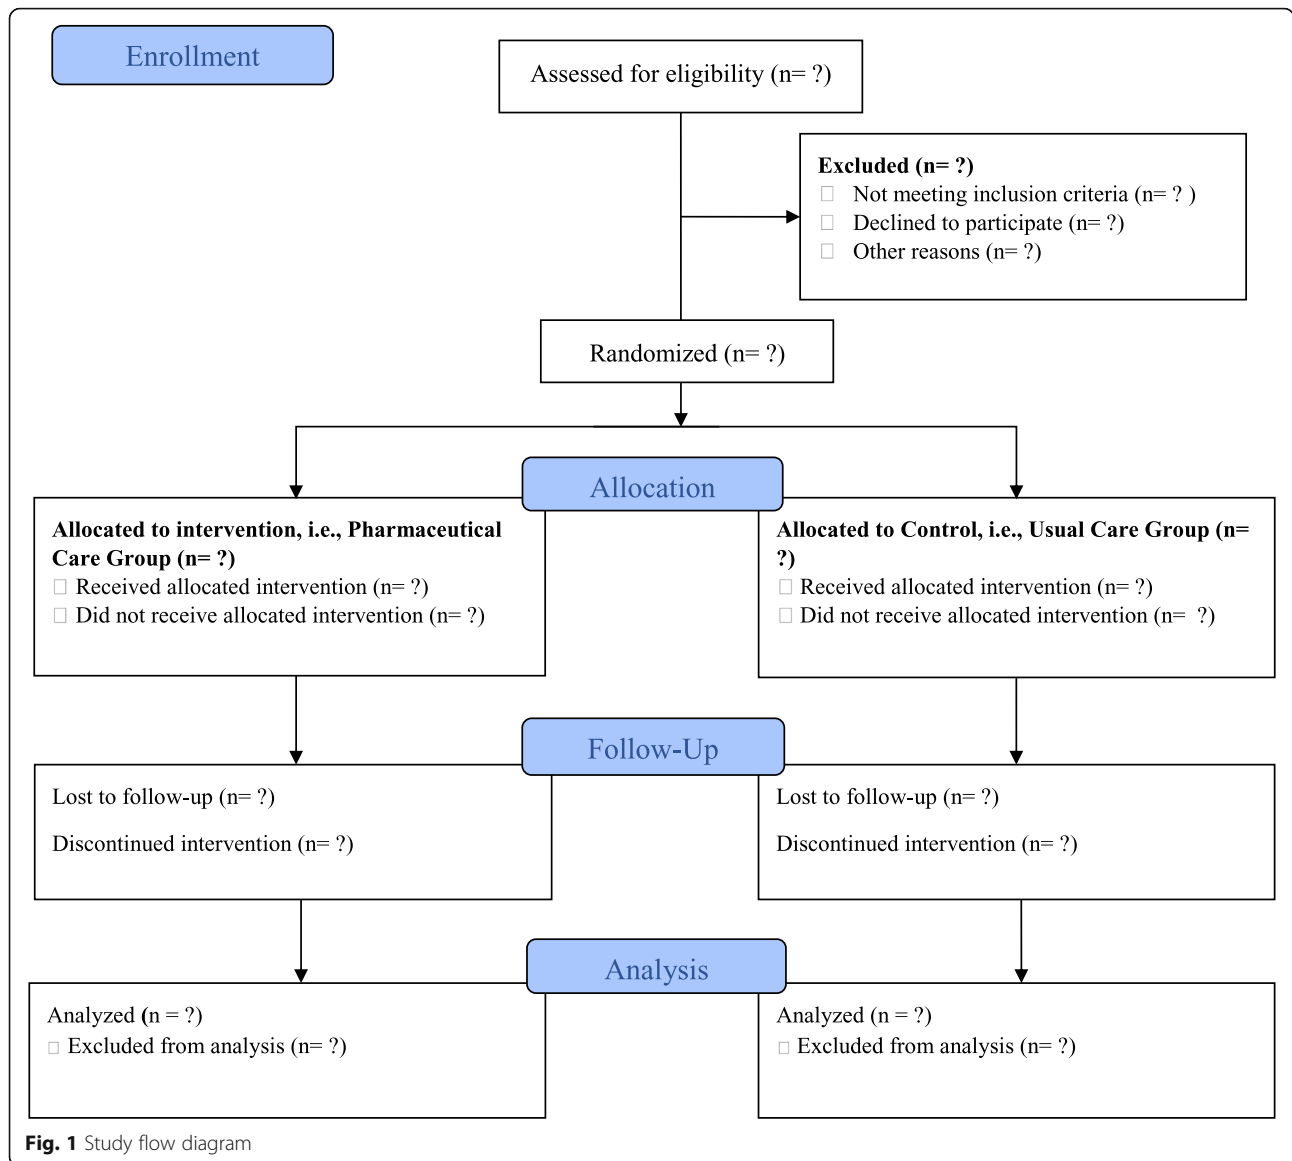 Enrollment
Assessed for eligibility (n= ?)
Excluded (n= ?)
□ Not meeting inclusion criteria (n= ? )
□ Declined to participate (n= ?)
□ Other reasons (n= ?)
Randomized (n= ?)
Allocation
Allocated to intervention, i.e., Pharmaceutical
Care Group (n= ?)
□ Received allocated intervention (n= ?)
□ Did not receive allocated intervention (n= ?)
Allocated to Control, i.e., Usual Care Group (n=
?)
□ Received allocated intervention (n= ?)
□ Did not receive allocated intervention (n=  ?)
Follow-Up
Lost to follow-up (n= ?)
Discontinued intervention (n= ?)
Lost to follow-up (n= ?)
Discontinued intervention (n= ?)
Analysis
Analyzed (n = ?)
□ Excluded from analysis (n= ?)
Analyzed (n = ?)
□ Excluded from analysis (n= ?)
Fig. 1 Study flow diagram